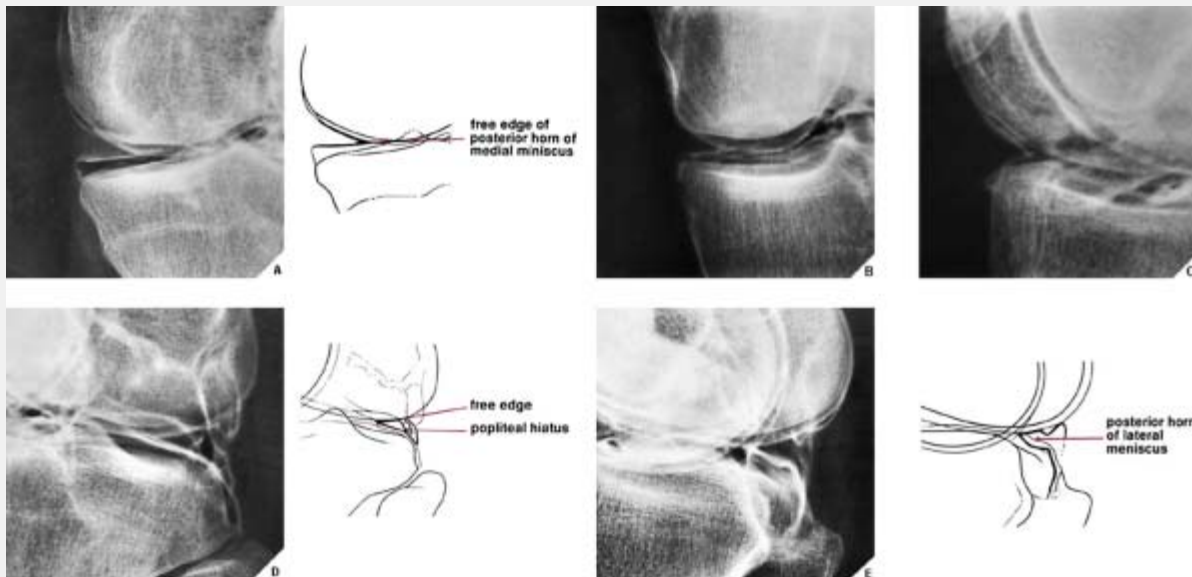 free edge of
posterior horn of
medial miniscus
A
B
C
free edge
popliteal hiatus
D
posterior horn
of lateral
meniscus
E